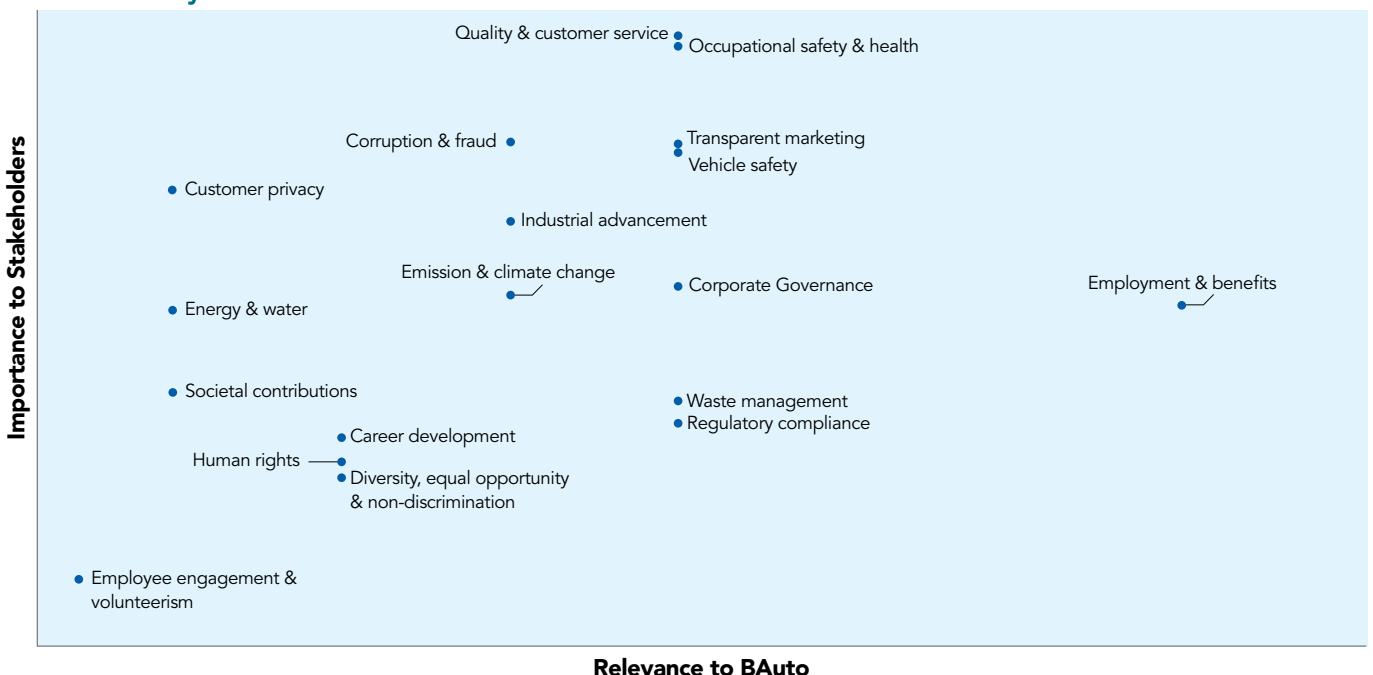 Quality & customer service
Occupational safety & health
Corruption & fraud
Transparent marketing
Vehicle safety
Customer privacy
Industrial advancement
Emission & climate change
Corporate Governance
Employment & benefits
Energy & water
Societal contributions
Waste management
Regulatory compliance
Career development
Human rights
Diversity, equal opportunity
& non-discrimination
Employee engagement &
volunteerism
Importance to Stakeholders
Relevance to BAuto